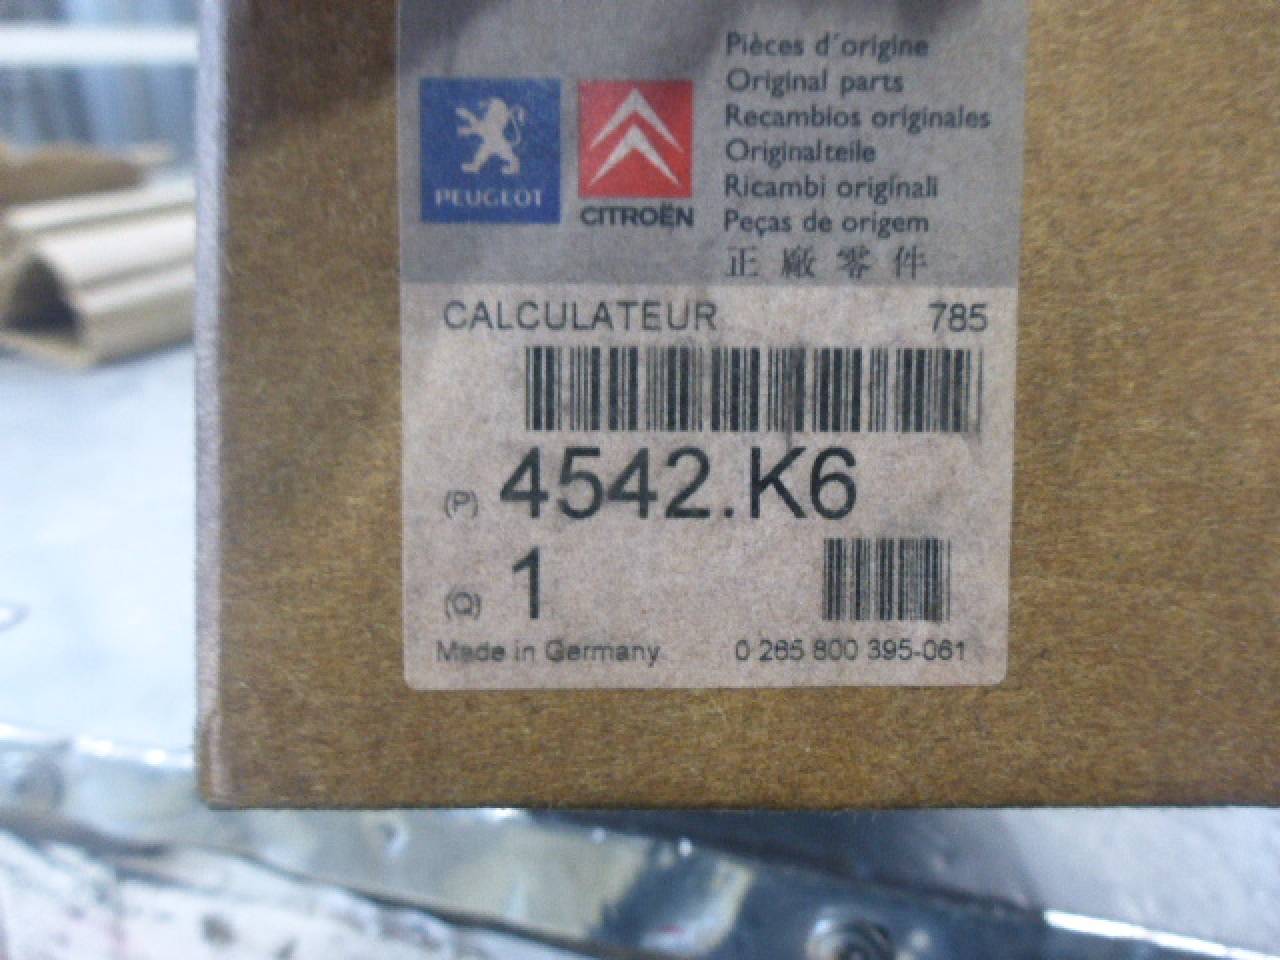 PEUGEOT
CITROËN
Pièces d'origine
Original parts
Recambios originales
Originalteile
Ricambi originali
Peças de origem
正廠零件
CALCULATEUR 785
(P) 4542.K6
(Q) 1
Made in Germany 0 265 800 395-061